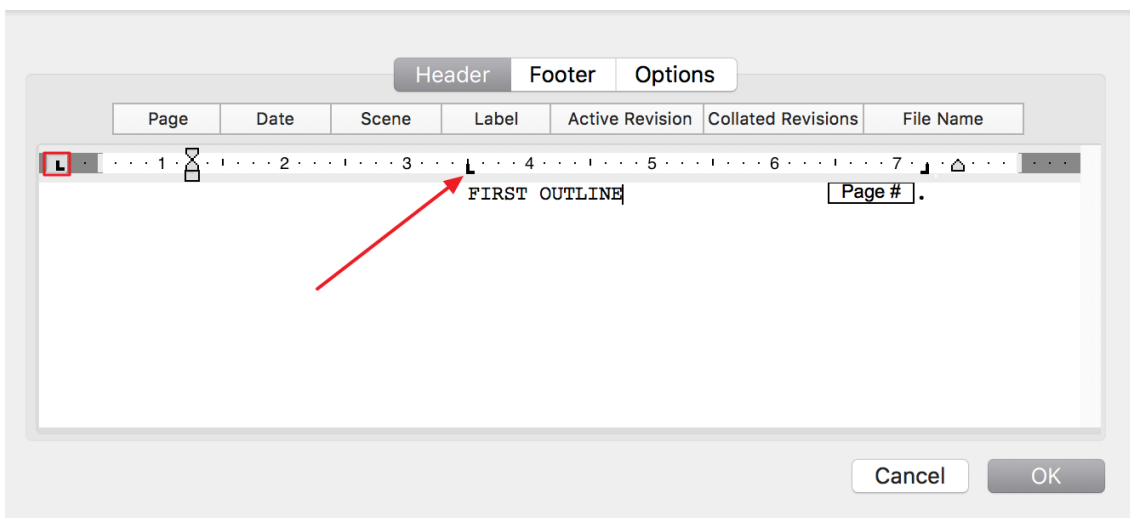 Header Footer Options
Page Date Scene Label Active Revision Collated Revisions File Name
1 2 3 4 5 6 7
FIRST OUTLINE Page # .
Cancel OK